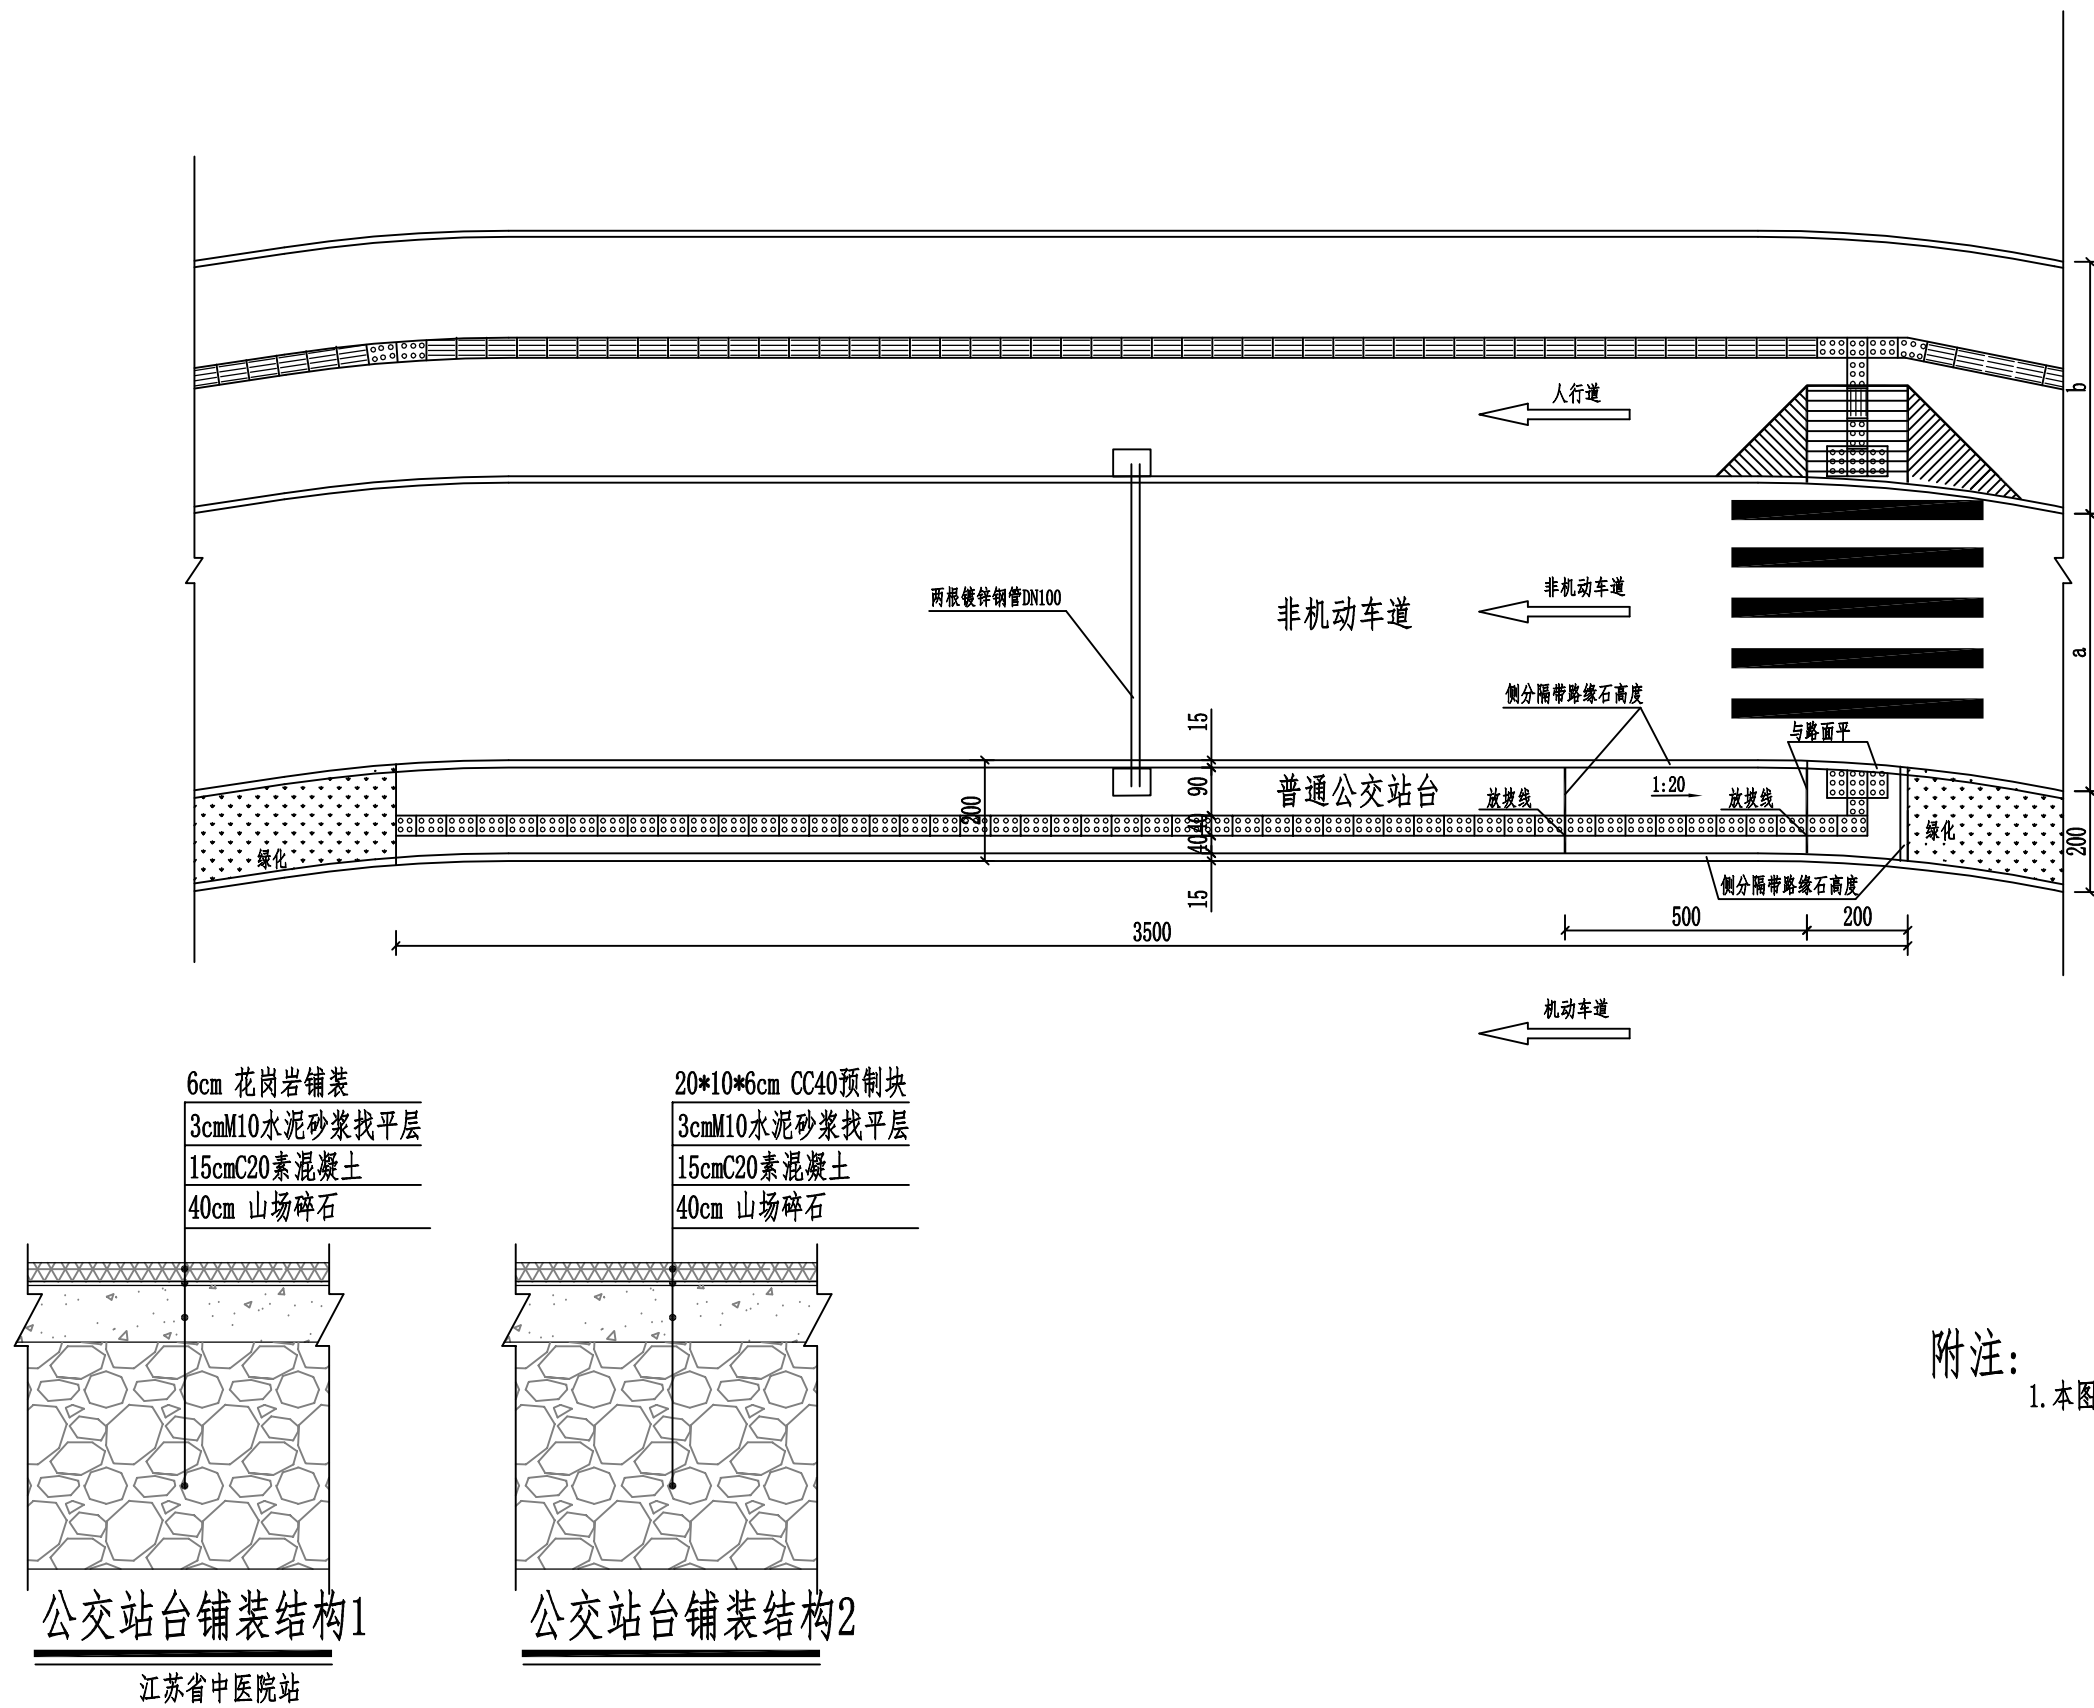 b
人行道
两根镀锌钢管DN100
非机动车道
非机动车道
a
侧分隔带路缘石高度
15
与路面平
200
90
普通公交站台
1:20
放坡线
放坡线
40
40
绿化
绿化
200
侧分隔带路缘石高度
15
500
200
3500
机动车道
6cm 花岗岩铺装
3cmM10水泥砂浆找平层
15cmC20素混凝土
40cm 山场碎石
20*10*6cm CC40预制块
3cmM10水泥砂浆找平层
15cmC20素混凝土
40cm 山场碎石
附注:
1.本图
公交站台铺装结构1
江苏省中医院站
公交站台铺装结构2